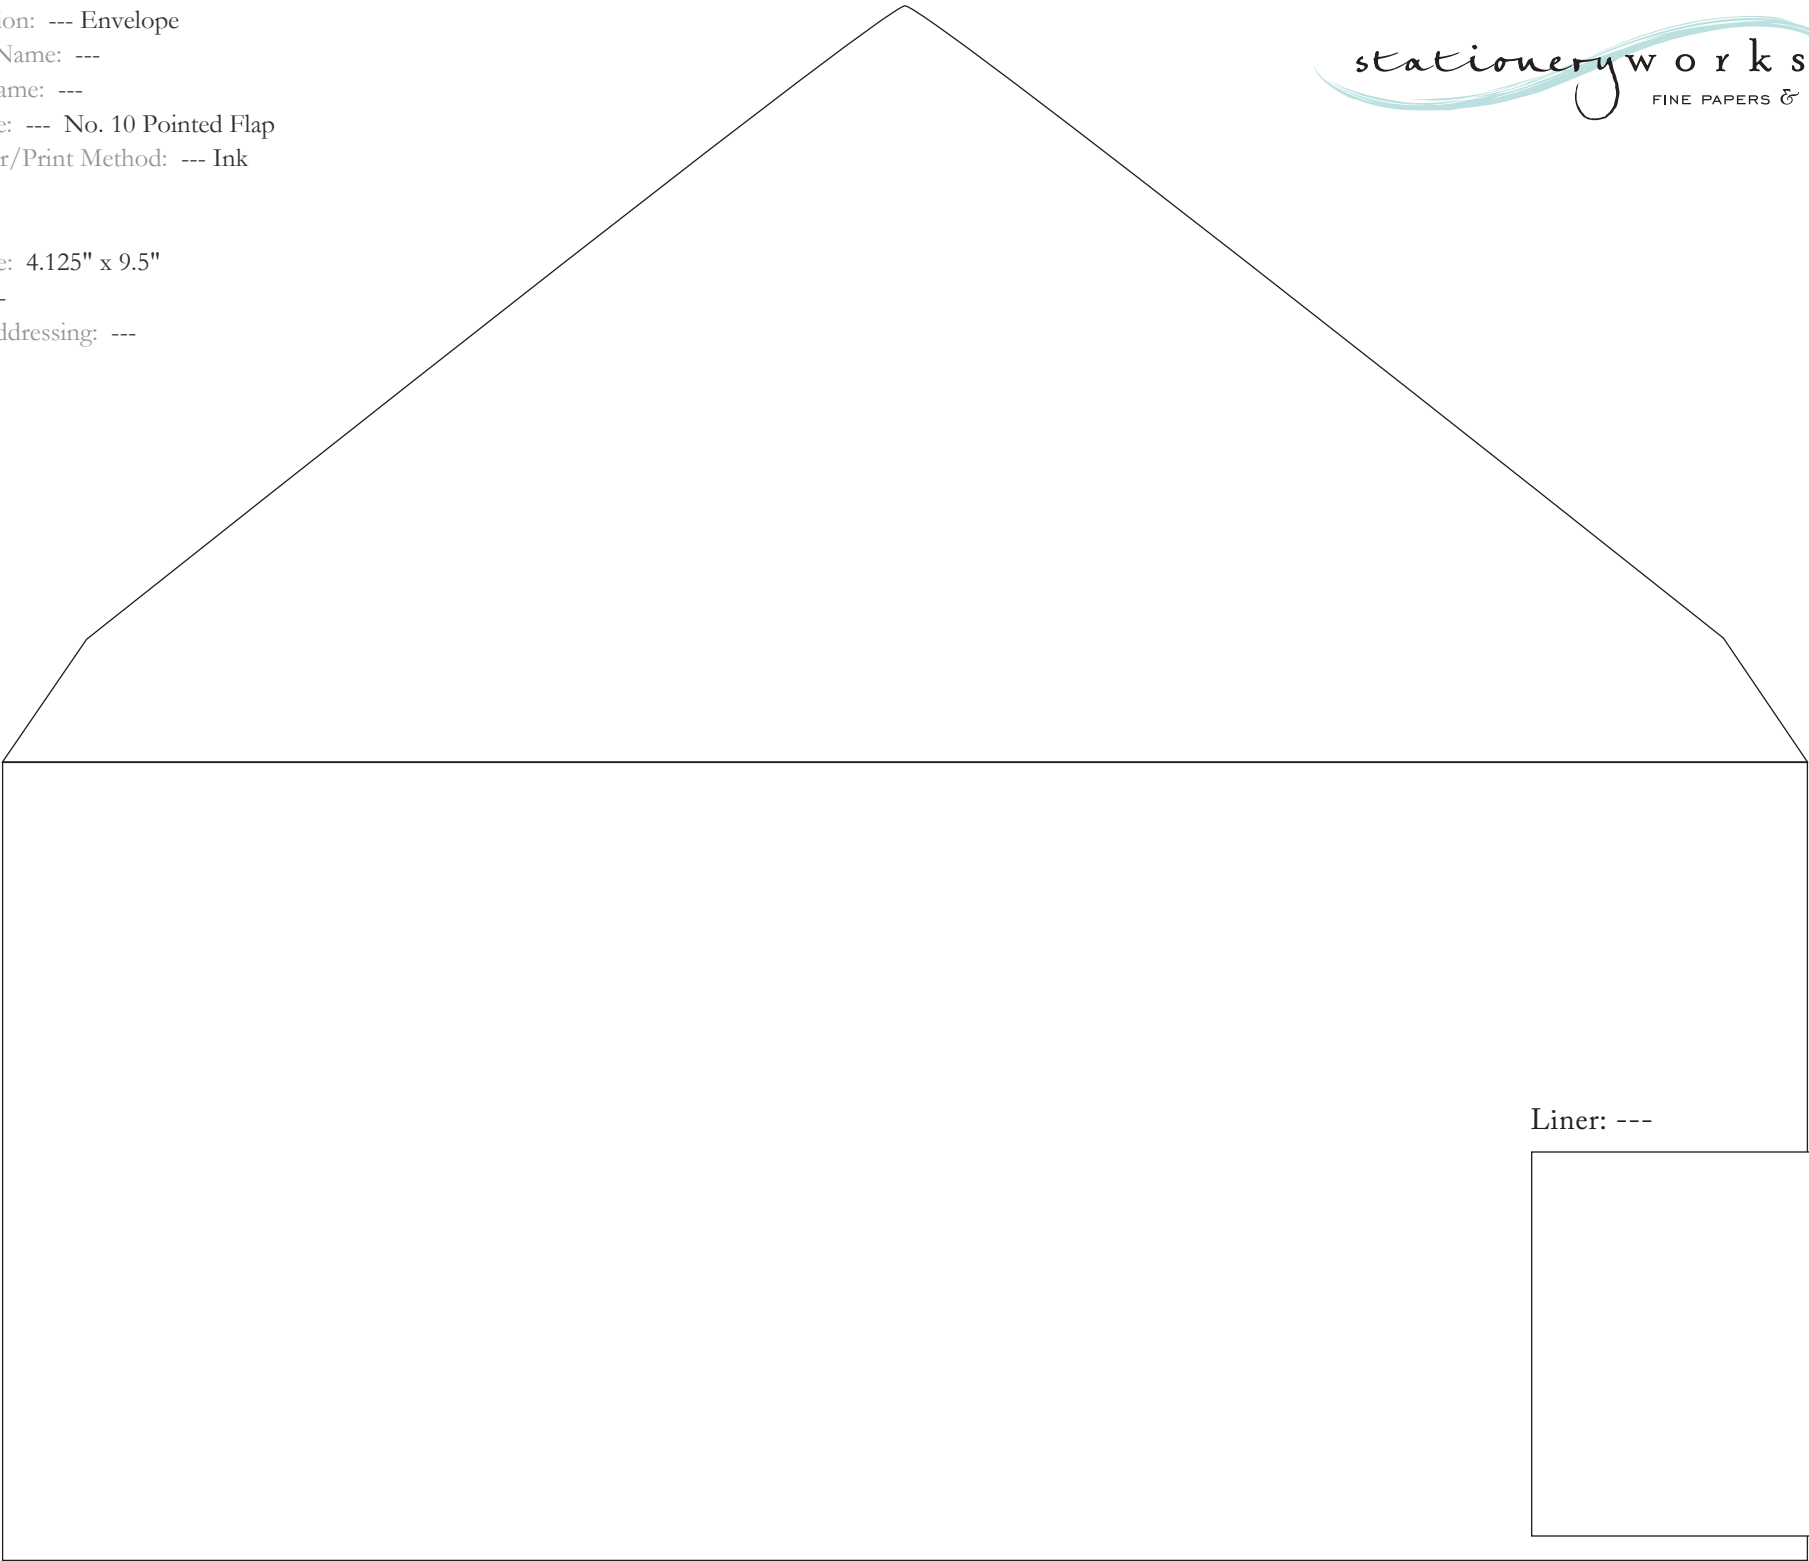 ion: --- Envelope
Name: ---
ame: ---
e: --- No. 10 Pointed Flap
r/Print Method: --- Ink
e: 4.125" x 9.5"
-
ddressing: ---
stationeryworks
FINE PAPERS &
Liner: ---